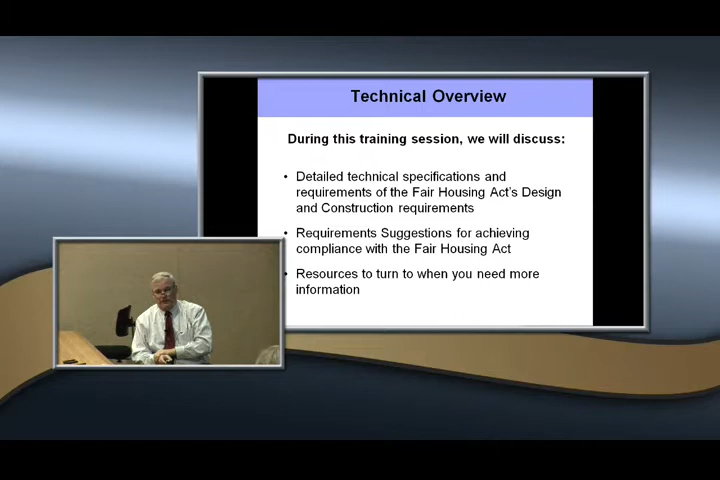 Technical Overview
During this training session, we will discuss:
• Detailed technical specifications and
requirements of the Fair Housing Act's Design
and Construction requirements
• Requirements Suggestions for achieving
compliance with the Fair Housing Act
• Resources to turn to when you need more
information